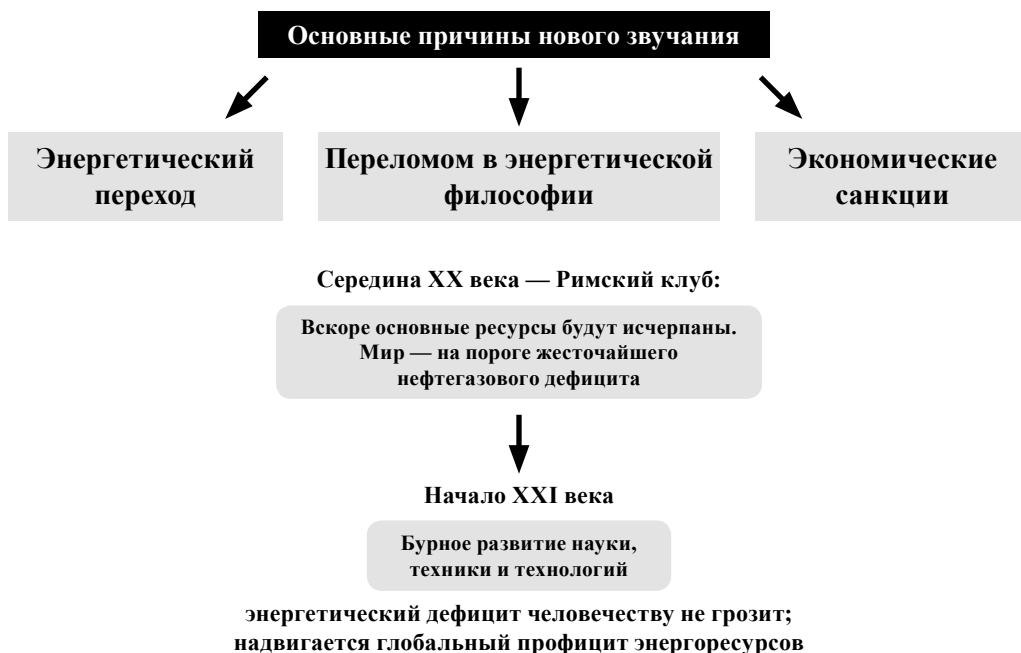 Основные причины нового звучания
Энергетический
переход
Переломом в энергетической
философии
Экономические
санкции
Середина XX века — Римский клуб:
Вскоре основные ресурсы будут исчерпаны.
Мир — на пороге жесточайшего
нефтегазового дефицита
Начало XXI века
Бурное развитие науки,
техники и технологий
энергетический дефицит человечеству не грозит;
надвигается глобальный профицит энергоресурсов